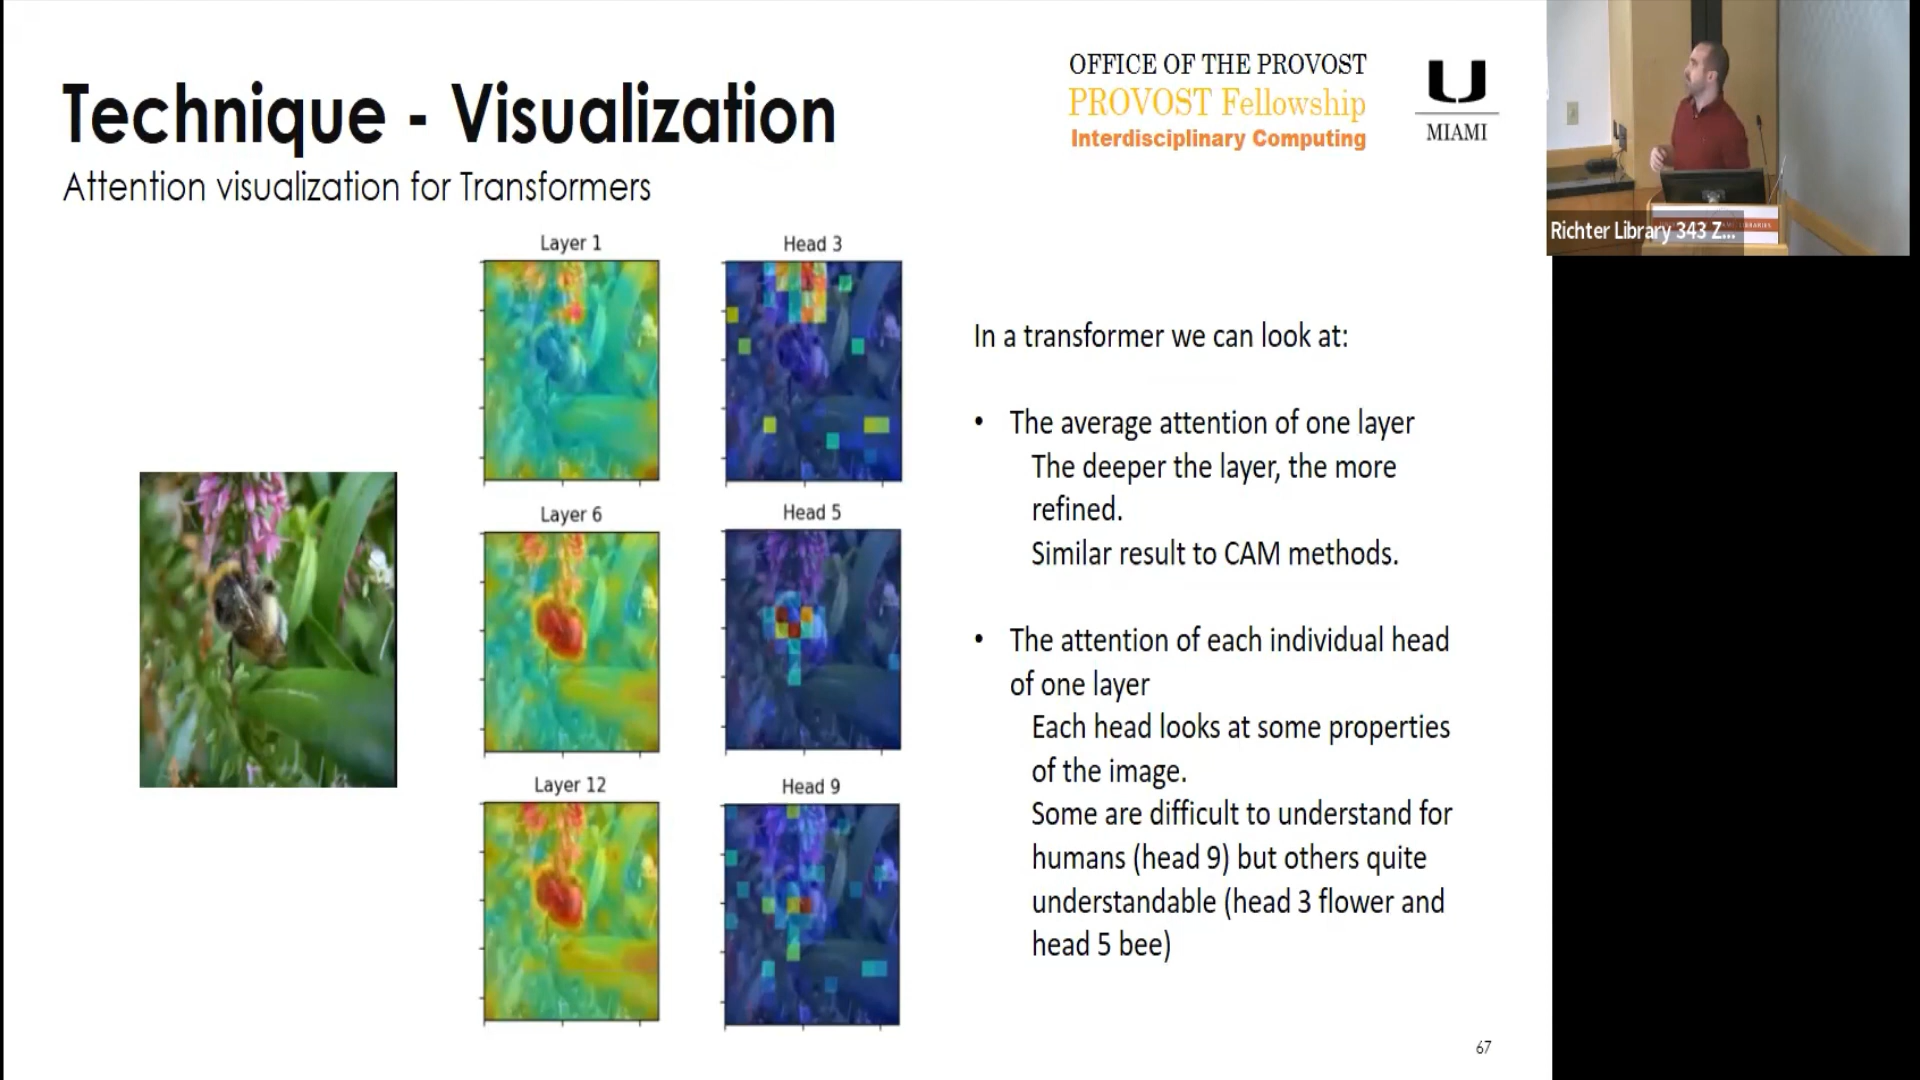 Technique - Visualization
Attention visualization for Transformers
OFFICE OF THE PROVOST
PROVOST Fellowship
Interdisciplinary Computing
U
MIAMI
Richter Library 343 Z...
Layer 1
Head 3
Layer 6
Head 5
Layer 12
Head 9
In a transformer we can look at:
• The average attention of one layer
The deeper the layer, the more
refined.
Similar result to CAM methods.
• The attention of each individual head
of one layer
Each head looks at some properties
of the image.
Some are difficult to understand for
humans (head 9) but others quite
understandable (head 3 flower and
head 5 bee)
67